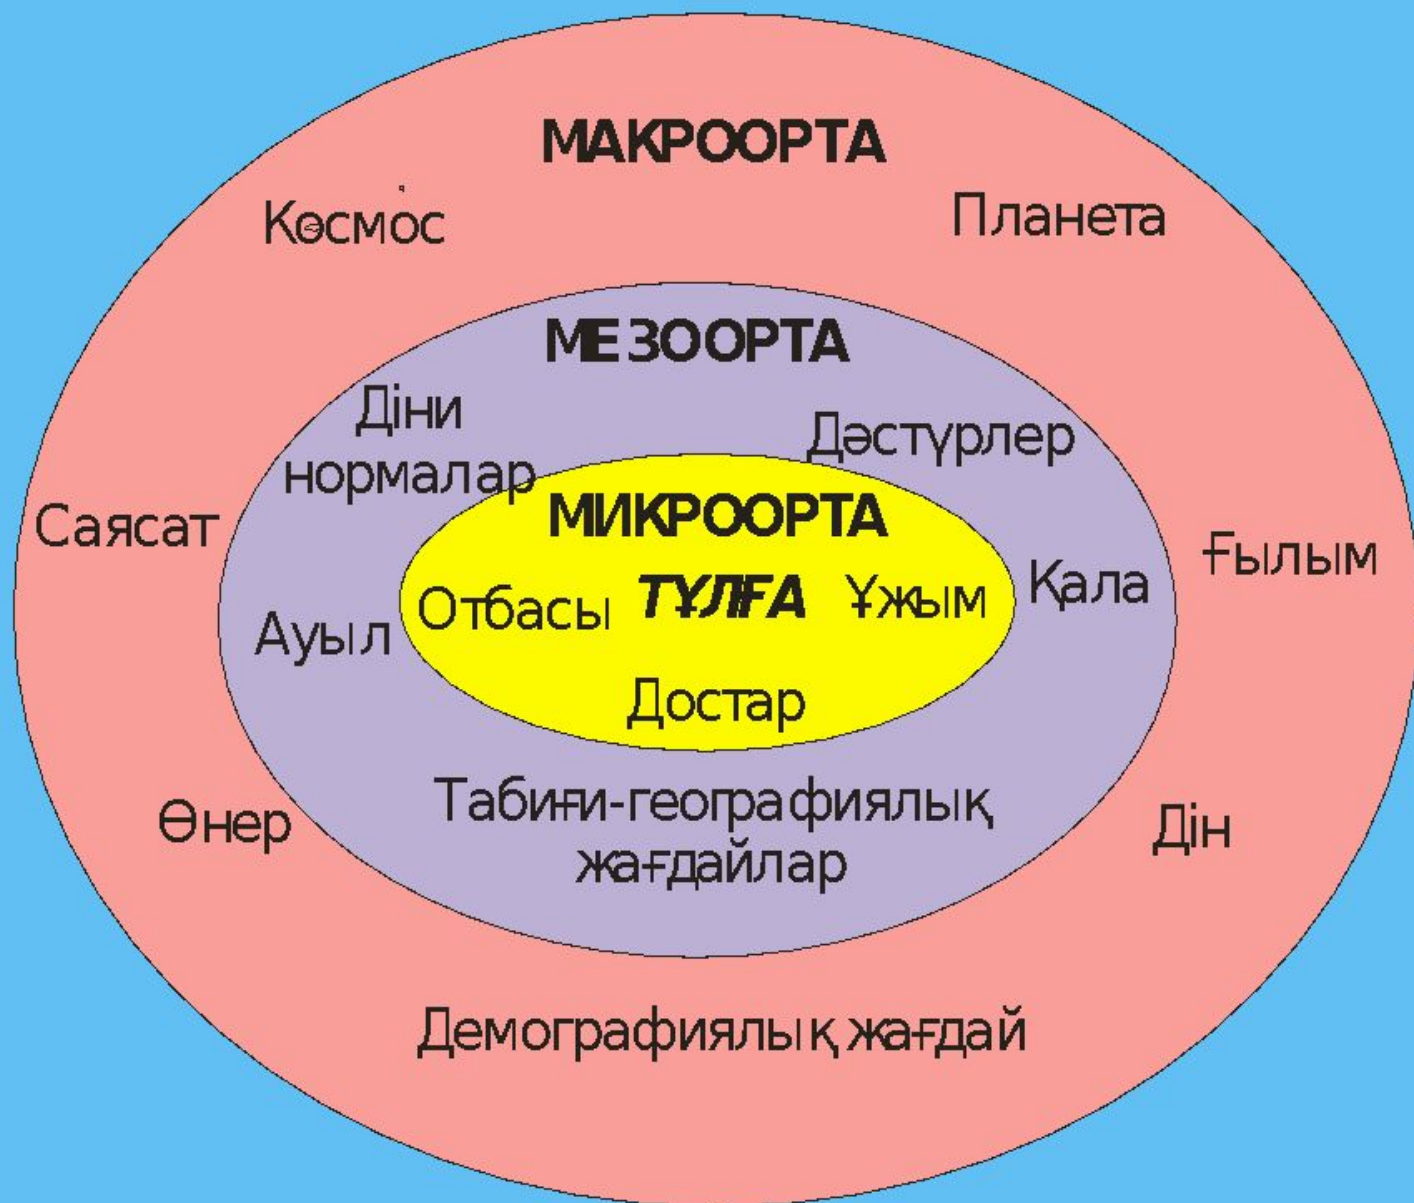 МАКРООРТА
Космос
Планета
МЕЗООРТА
Діни
нормалар
Дәстүрлер
МИКРООРТА
Саясат
Ғылым
Ауыл
Отбасы
ТҰЛҒА
Ұжым
Қала
Достар
Өнер
Табиғи-географиялық
жағдайлар
Дін
Демографиялық жағдай